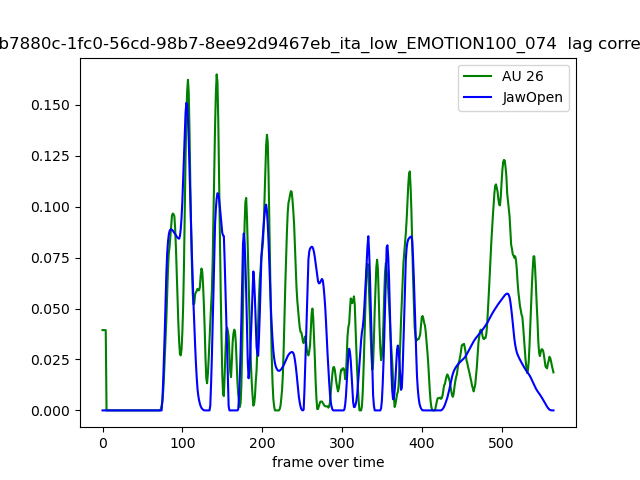 b7880c-1fc0-56cd-98b7-8ee92d9467eb_ita_low_EMOTION100_074 lag corre
AU 26
JawOpen
0.150
0.125
0.100
0.075
0.050
0.025
0.000
0 100 200 300 400 500
frame over time